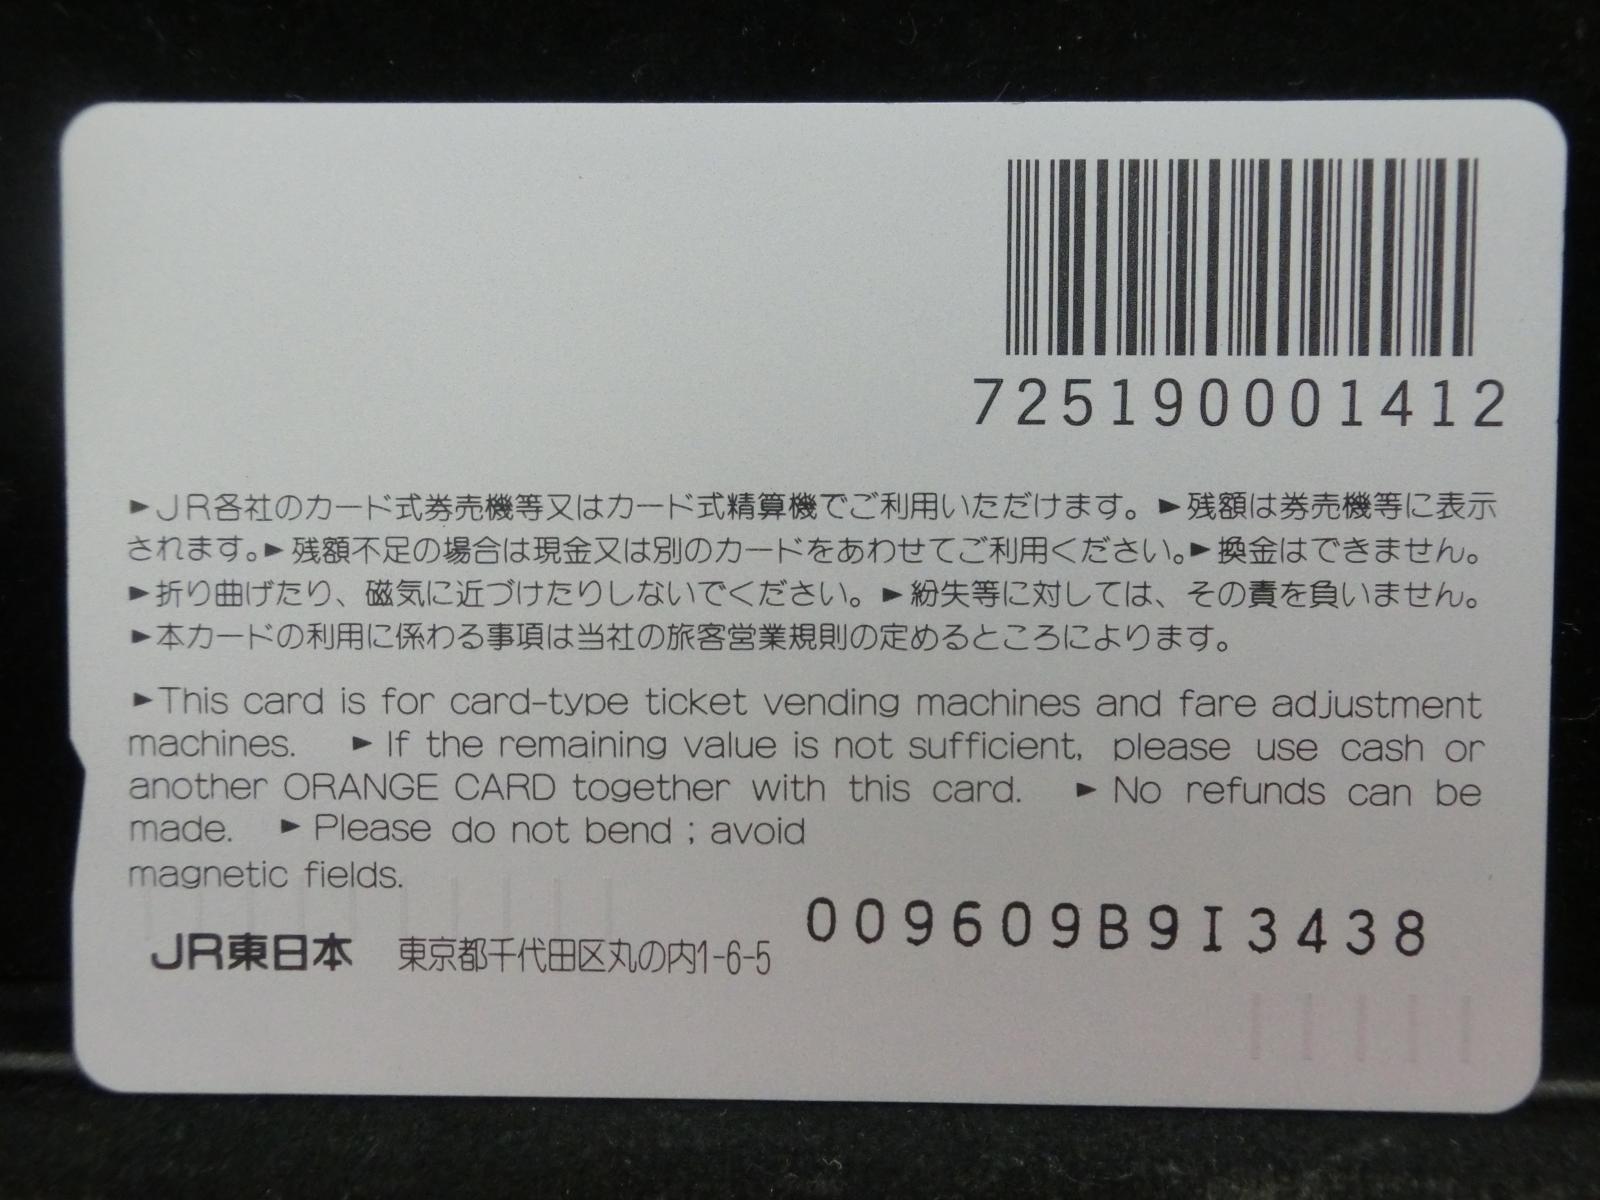 725190001412
►JR各社のカード式券売機等又はカード式精算機でご利用いただけます。►残額は券売機等に表示
されます。►残額不足の場合は現金又は別のカードをあわせてご利用ください。►換金はできません。
►折り曲げたり、磁気に近づけたりしないでください。►紛失等に対しては、その責を負いません。
►本カードの利用に係わる事項は当社の旅客営業規則の定めるところによります。
►This card is for card-type ticket vending machines and fare adjustment
machines. ►If the remaining value is not sufficient, please use cash or
another ORANGE CARD together with this card. ►No refunds can be
made. ►Please do not bend ; avoid
magnetic fields.
009609B9I3438
JR東日本 東京都千代田区丸の内1-6-5